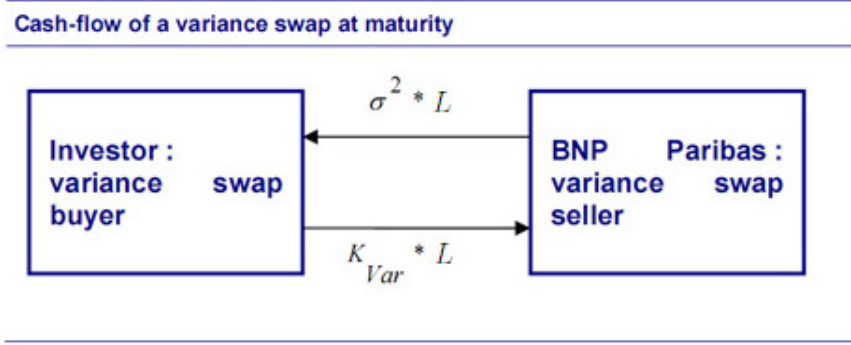 Cash-flow of a variance swap at maturity
σ² * L
Investor :
variance swap
buyer
BNP Paribas :
variance swap
seller
K_Var * L